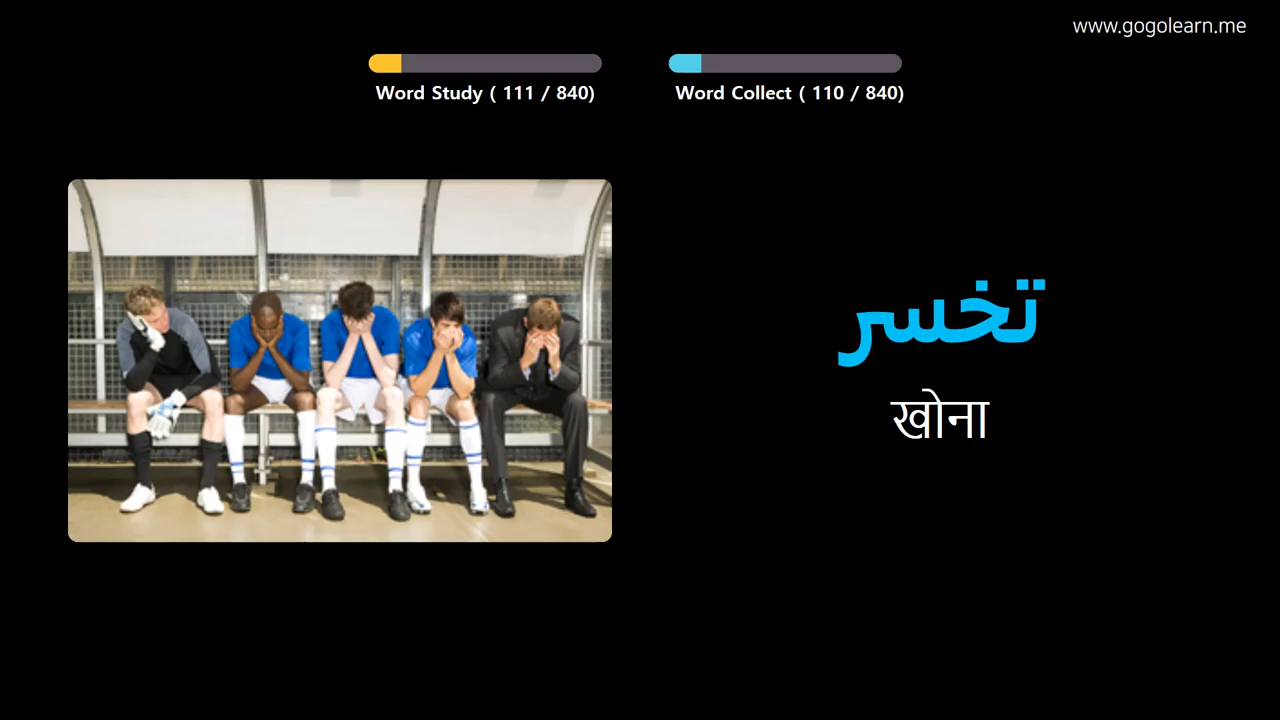 www.gogolearn.me
Word Study ( 111 / 840)
Word Collect ( 110 / 840)
تخسر
खोना